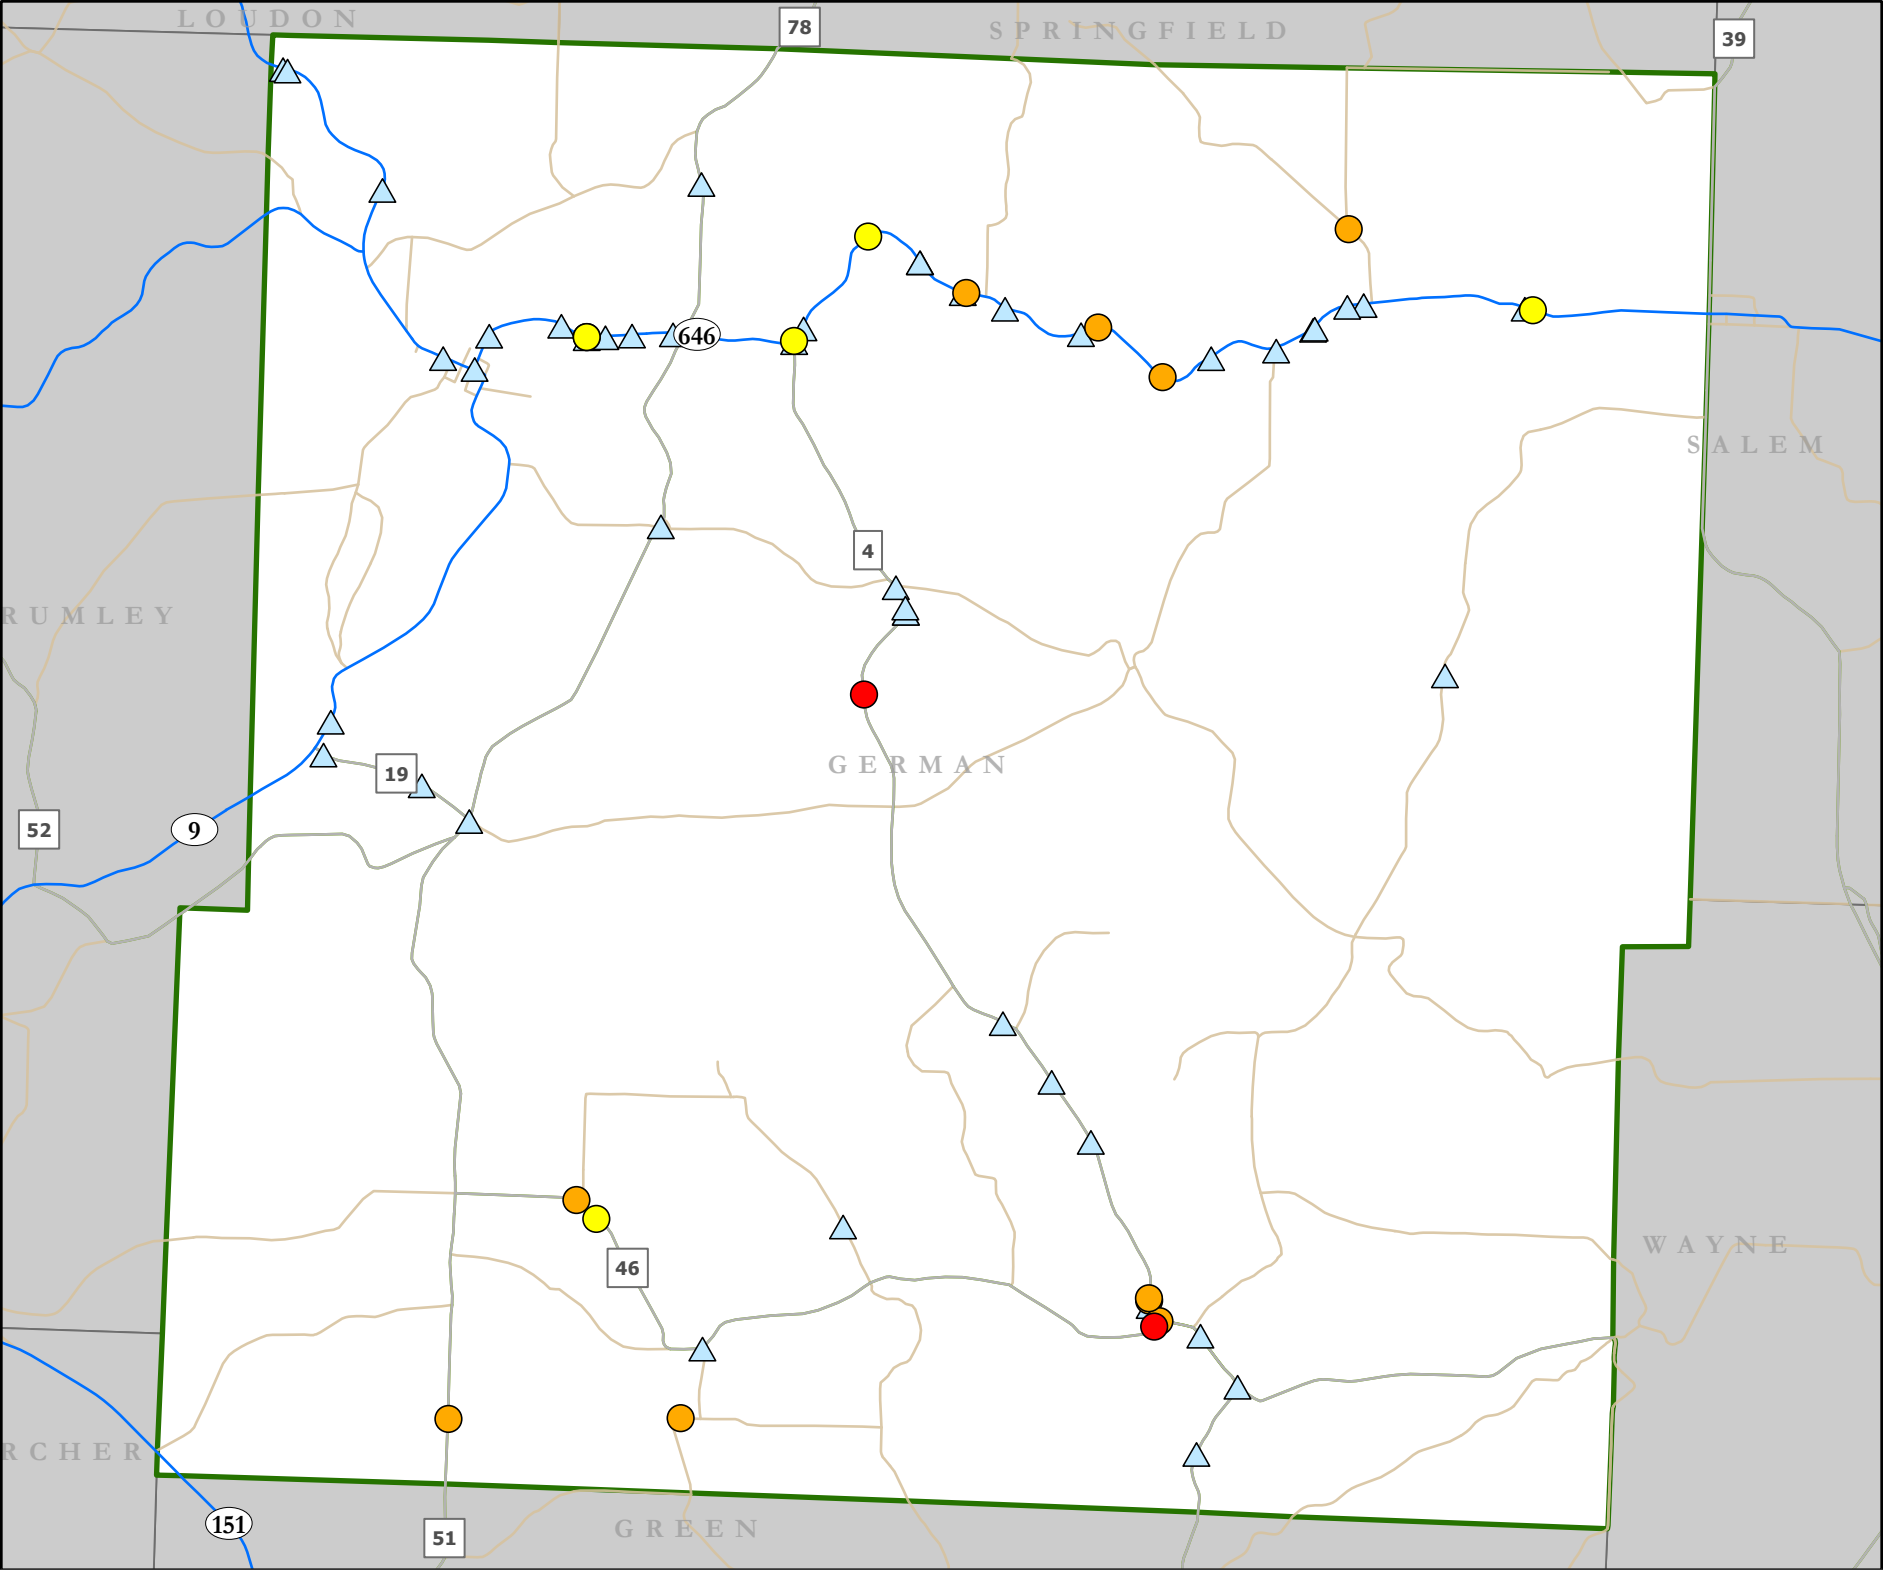 LOUDON
78
SPRINGFIELD
39
646
SALEM
4
RUMLEY
GERMAN
19
52
9
WAYNE
46
RCHER
151
51
GREEN